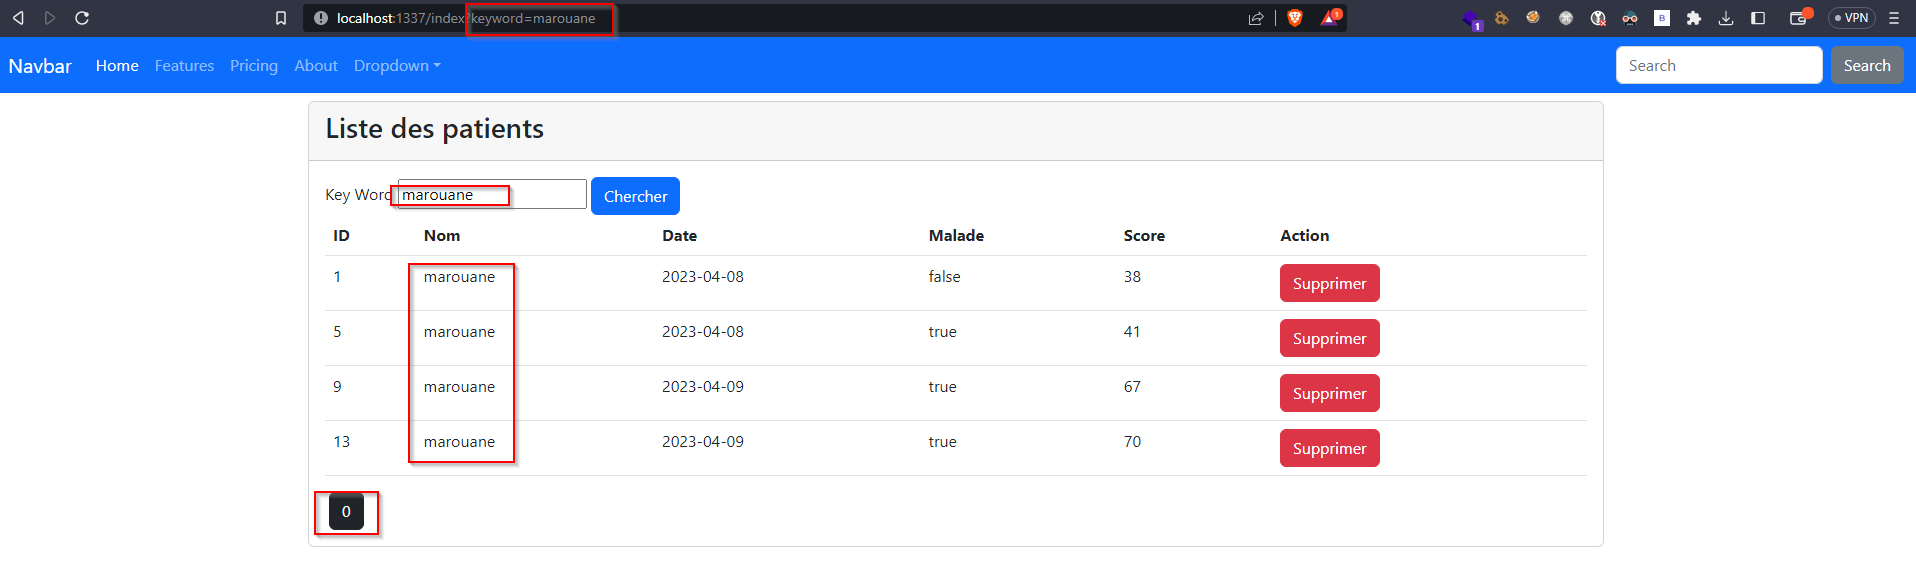 localhost:1337/index?keyword=marouane
1
1
VPN
Navbar Home Features Pricing About Dropdown Search Search
Liste des patients
Key Word marouane Chercher
ID Nom Date Malade Score Action
1 marouane 2023-04-08 false 38 Supprimer
5 marouane 2023-04-08 true 41 Supprimer
9 marouane 2023-04-09 true 67 Supprimer
13 marouane 2023-04-09 true 70 Supprimer
0